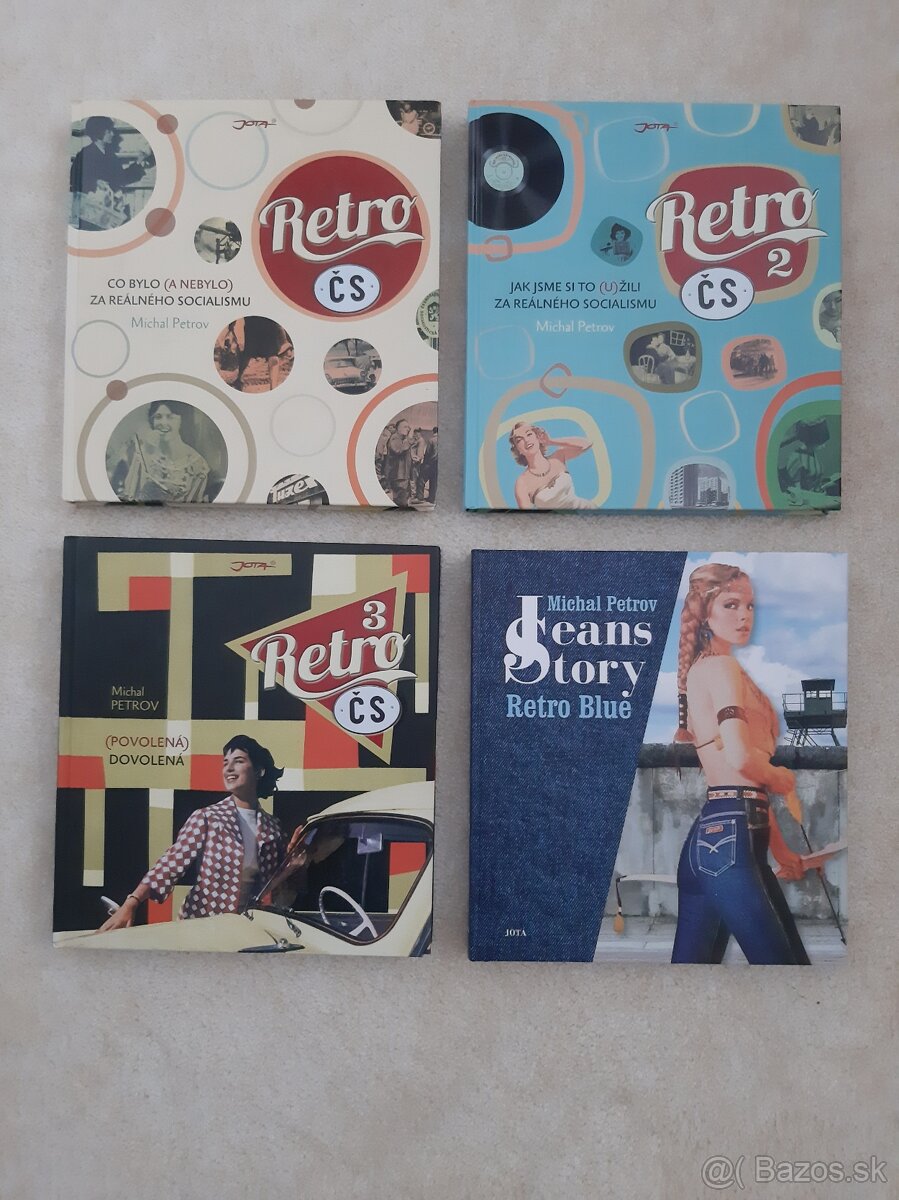 JOTA
Retro
ČS
CO BYLO (A NEBYLO)
ZA REÁLNÉHO SOCIALISMU
Michal Petrov
Tuzex
JOTA
Retro
2
ČS
JAK JSME SI TO (U)ŽILI
ZA REÁLNÉHO SOCIALISMU
Michal Petrov
JOTA
3
Retro
ČS
Michal
PETROV
(POVOLENÁ)
DOVOLENÁ
Michal Petrov
Jeans
Story
Retro Blue
JOTA
@( Bazos.sk